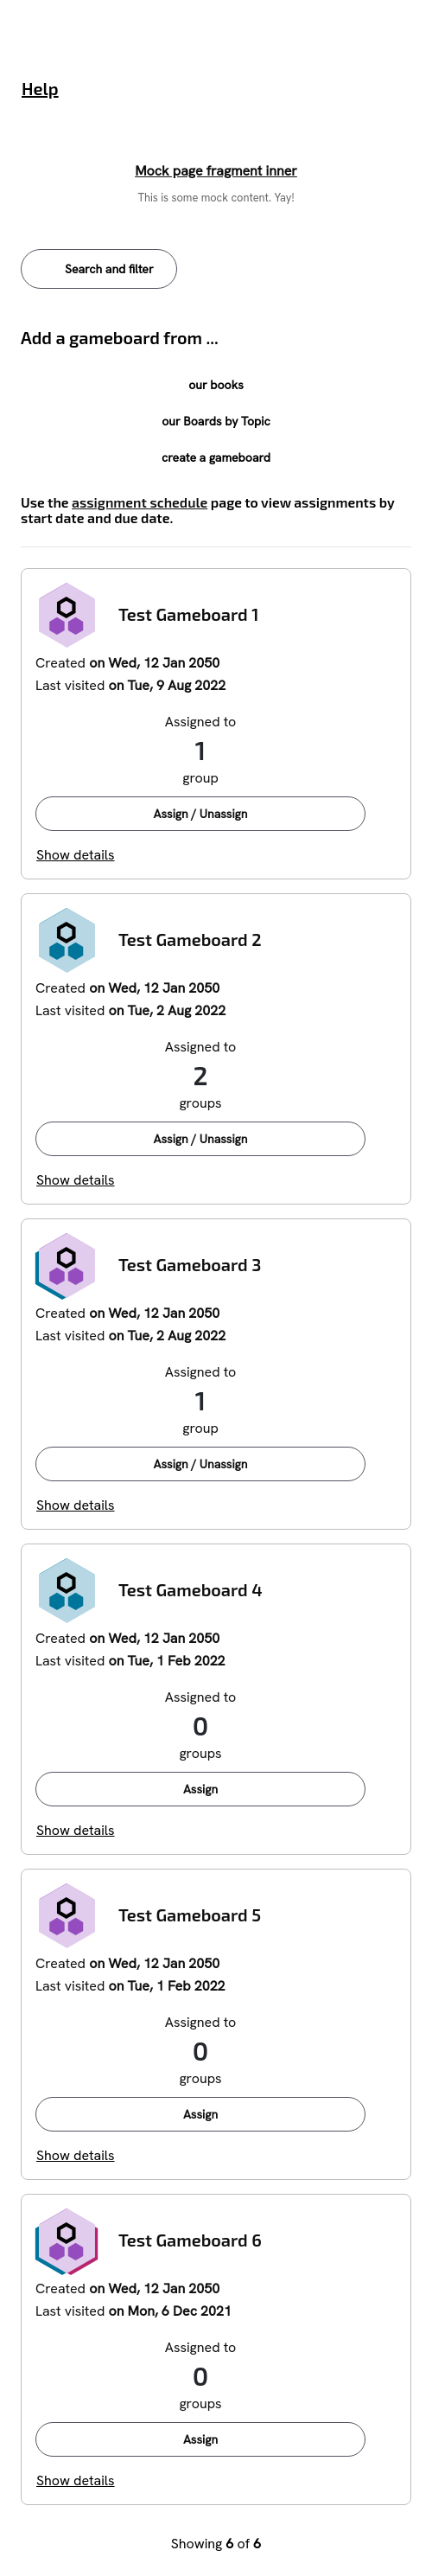 Help
Mock page fragment inner
This is some mock content. Yay!
Search and filter
Add a gameboard from ...
our books
our Boards by Topic
create a gameboard
Use the assignment schedule page to view assignments by
start date and due date.
Test Gameboard 1
Created on Wed, 12 Jan 2050
Last visited on Tue, 9 Aug 2022
Assigned to
1
group
Assign / Unassign
Show details
Test Gameboard 2
Created on Wed, 12 Jan 2050
Last visited on Tue, 2 Aug 2022
Assigned to
2
groups
Assign / Unassign
Show details
Test Gameboard 3
Created on Wed, 12 Jan 2050
Last visited on Tue, 2 Aug 2022
Assigned to
1
group
Assign / Unassign
Show details
Test Gameboard 4
Created on Wed, 12 Jan 2050
Last visited on Tue, 1 Feb 2022
Assigned to
0
groups
Assign
Show details
Test Gameboard 5
Created on Wed, 12 Jan 2050
Last visited on Tue, 1 Feb 2022
Assigned to
0
groups
Assign
Show details
Test Gameboard 6
Created on Wed, 12 Jan 2050
Last visited on Mon, 6 Dec 2021
Assigned to
0
groups
Assign
Show details
Showing 6 of 6